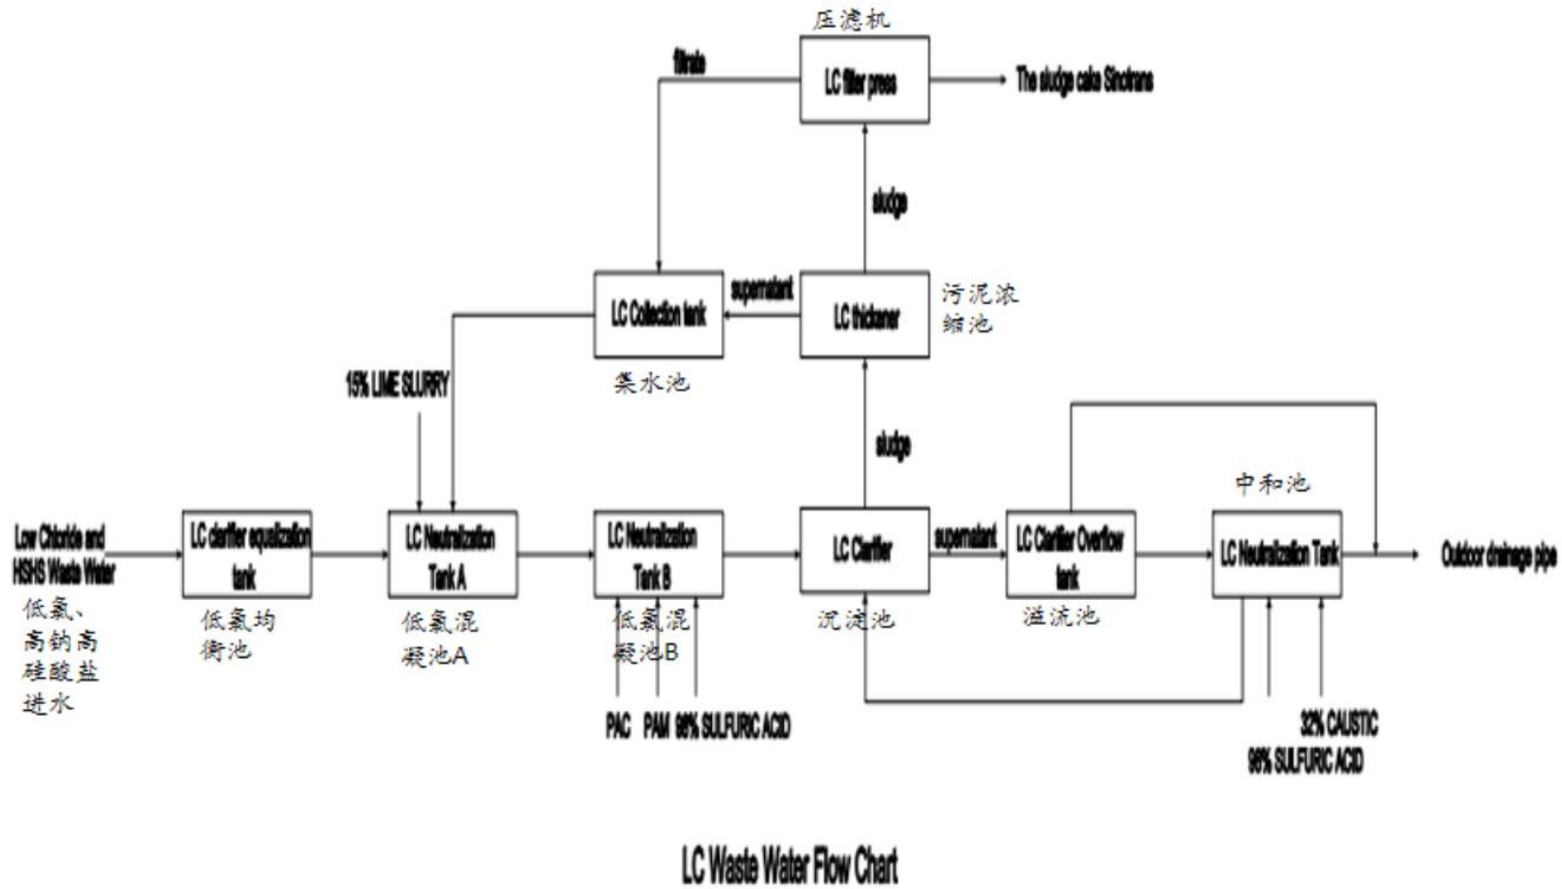 压滤机
filtrate
LC filter press
The sludge cake Sinotrans
sludge
supernatant
LC Collection tank
LC thickener
污泥浓
缩池
集水池
15% LIME SLURRY
sludge
中和池
Low Chloride and
HSHS Waste Water
LC clarifier equalization
tank
LC Neutralization
Tank A
LC Neutralization
Tank B
LC Clarifier
supernatant
LC Clarifier Overflow
tank
LC Neutralization Tank
Outdoor drainage pipe
低氯、
高钠高
硅酸盐
进水
低氯均
衡池
低氯混
凝池A
低氯混
凝池B
沉淀池
溢流池
PAC
PAM
98% SULFURIC ACID
32% CAUSTIC
98% SULFURIC ACID
LC Waste Water Flow Chart